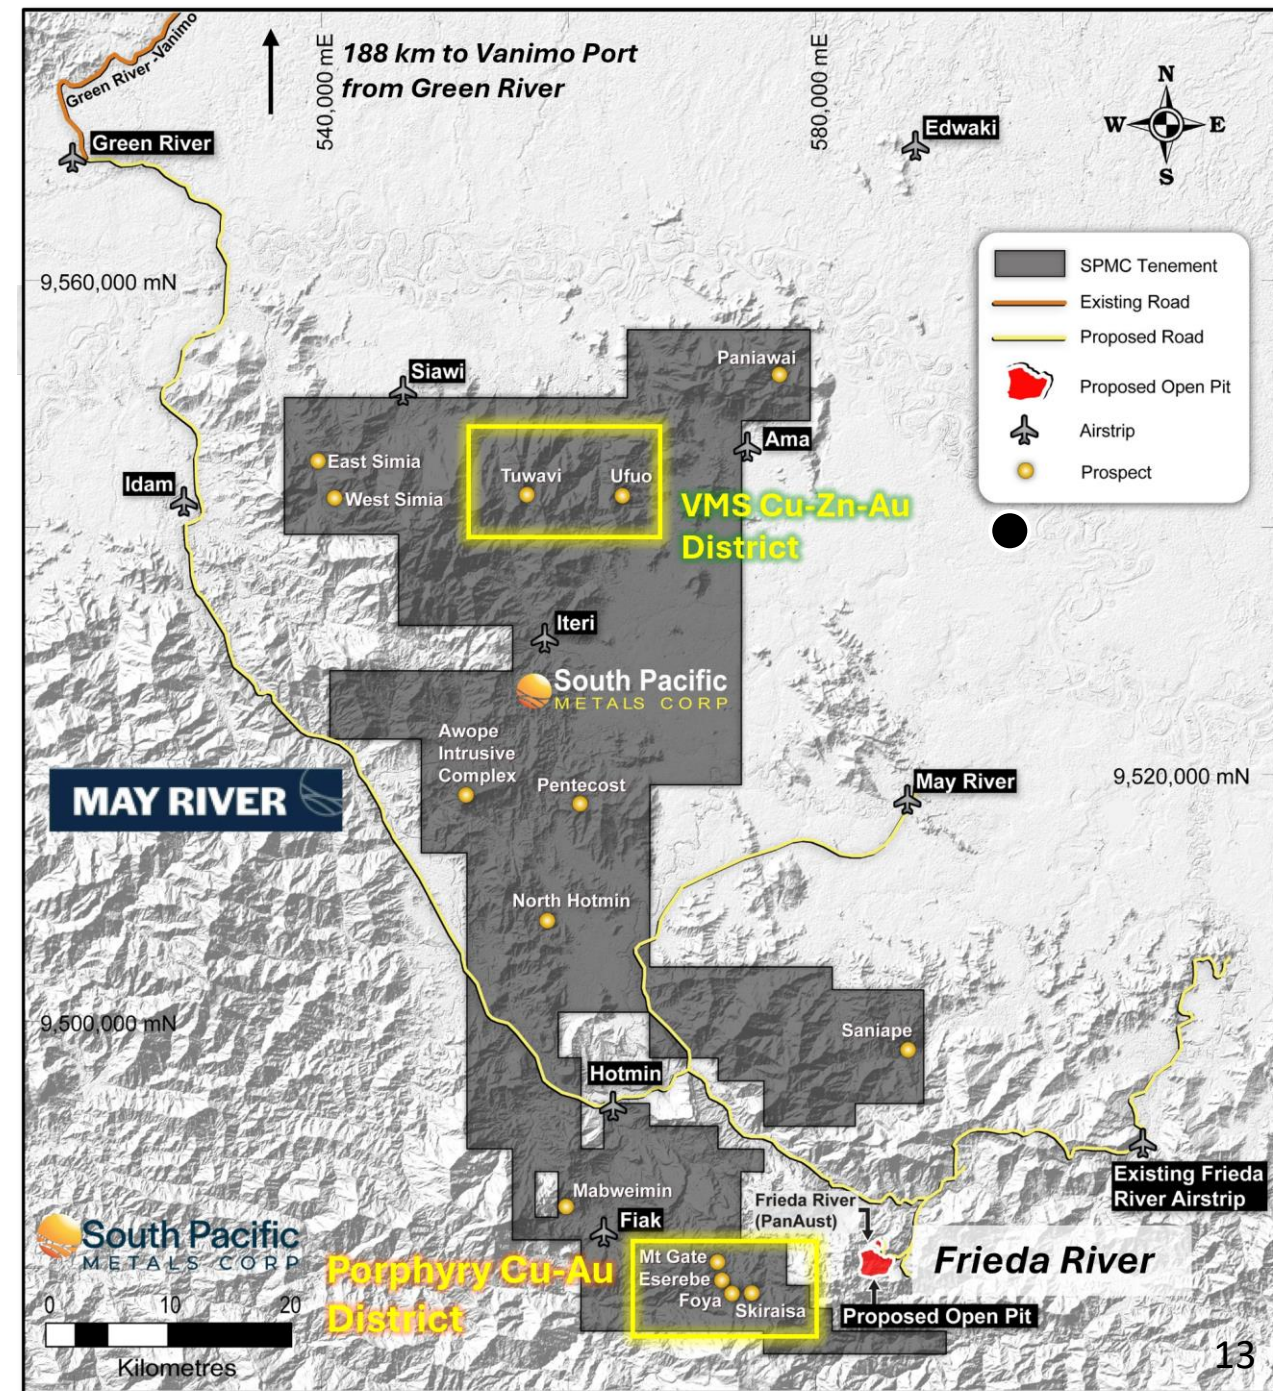 188 km to Vanimo Port
from Green River
540,000 mE
580,000 mE
Green River -Vanimo
Green River
Edwaki
N
W
E
S
9,560,000 mN
SPMC Tenement
Existing Road
Proposed Road
Proposed Open Pit
Airstrip
Prospect
Paniawai
Siawi
Ama
East Simia
West Simia
Tuwavi
Ufuo
Idam
VMS Cu-Zn-Au
District
Iteri
South Pacific
METALS CORP
Awope
Intrusive
Complex
Pentecost
MAY RIVER
May River
9,520,000 mN
North Hotmin
9,500,000 mN
Saniape
Hotmin
Existing Frieda
River Airstrip
Mabweimin
Fiak
Frieda River
(PanAust)
South Pacific
METALS CORP
Porphyry Cu-Au
District
Mt Gate
Eserebe
Foya
Skiraisa
Frieda River
Proposed Open Pit
0
10
20
Kilometres
13